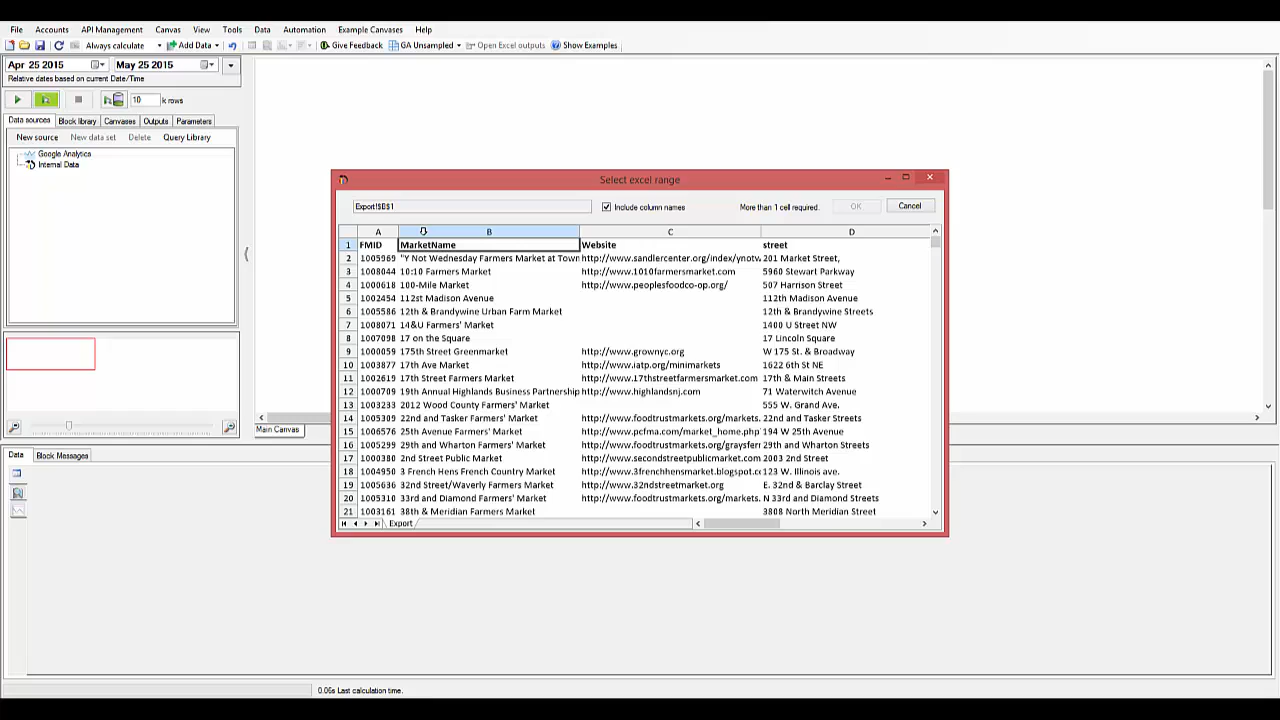 File Accounts API Management Canvas View Tools Data Automation Example Canvases Help
Always calculate Add Data Give Feedback GA Unsampled Open Excel outputs Show Examples
Apr 25 2015 May 25 2015
Relative dates based on current Date/Time
10 k rows
Data sources Block library Canvases Outputs Parameters
New source New data set Delete Query Library
Google Analytics
Internal Data
Select excel range
Export!$B$1 Include column names More than 1 cell required. OK Cancel
A B C D
1 FMID MarketName Website street
2 1005969 "Y Not Wednesday Farmers Market at Town http://www.sandlercenter.org/index/ynotw 201 Market Street,
3 1008044 10:10 Farmers Market http://www.1010farmersmarket.com 5960 Stewart Parkway
4 1000618 100-Mile Market http://www.peoplesfoodco-op.org/ 507 Harrison Street
5 1002454 112st Madison Avenue 112th Madison Avenue
6 1005586 12th & Brandywine Urban Farm Market 12th & Brandywine Streets
7 1008071 14&U Farmers' Market 1400 U Street NW
8 1007098 17 on the Square 17 Lincoln Square
9 1000059 175th Street Greenmarket http://www.grownyc.org W 175 St. & Broadway
10 1003877 17th Ave Market http://www.iatp.org/minimarkets 1622 6th St NE
11 1002619 17th Street Farmers Market http://www.17thstreetfarmersmarket.com 17th & Main Streets
12 1000709 19th Annual Highlands Business Partnership http://www.highlandsnj.com 71 Waterwitch Avenue
13 1003233 2012 Wood County Farmers' Market 555 W. Grand Ave.
14 1005309 22nd and Tasker Farmers' Market http://www.foodtrustmarkets.org/markets. 22nd and Tasker Streets
15 1006576 25th Avenue Farmers' Market http://www.pcfma.com/market_home.php 194 W 25th Avenue
16 1005296 29th and Wharton Farmers' Market http://www.foodtrustmarkets.org/graysferr 29th and Wharton Streets
17 1000380 2nd Street Public Market http://www.secondstreetpublicmarket.com 2003 2nd Street
18 1004950 3 French Hens French Country Market http://www.3frenchhensmarket.blogspot.c 123 W. Illinois ave.
19 1005636 32nd Street/Waverly Farmers Market http://www.32ndstreetmarket.org E. 32nd & Barclay Street
20 1005310 33rd and Diamond Farmers' Market http://www.foodtrustmarkets.org/markets. N 33rd and Diamond Streets
21 1003161 38th & Meridian Farmers Market 3808 North Meridian Street
Export
Main Canvas
Data Block Messages
0.06s Last calculation time.